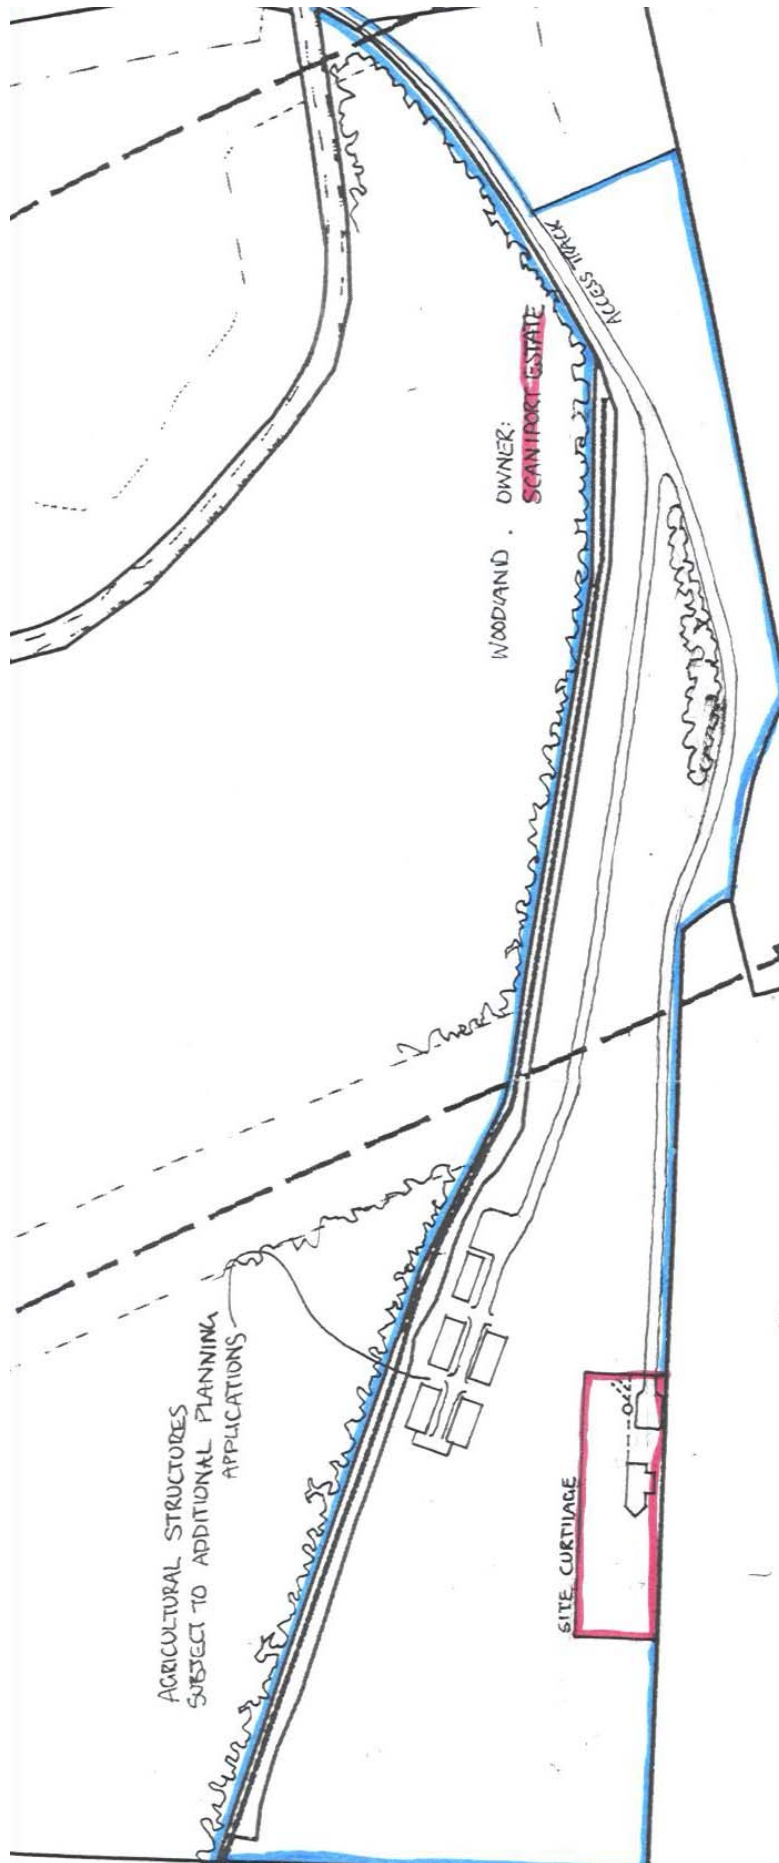 ACCESS TRACK
WOODLAND . OWNER:
SCANIPORT ESTATE
AGRICULTURAL STRUCTURES
SUBJECT TO ADDITIONAL PLANNING
APPLICATIONS
SITE CURTILAGE